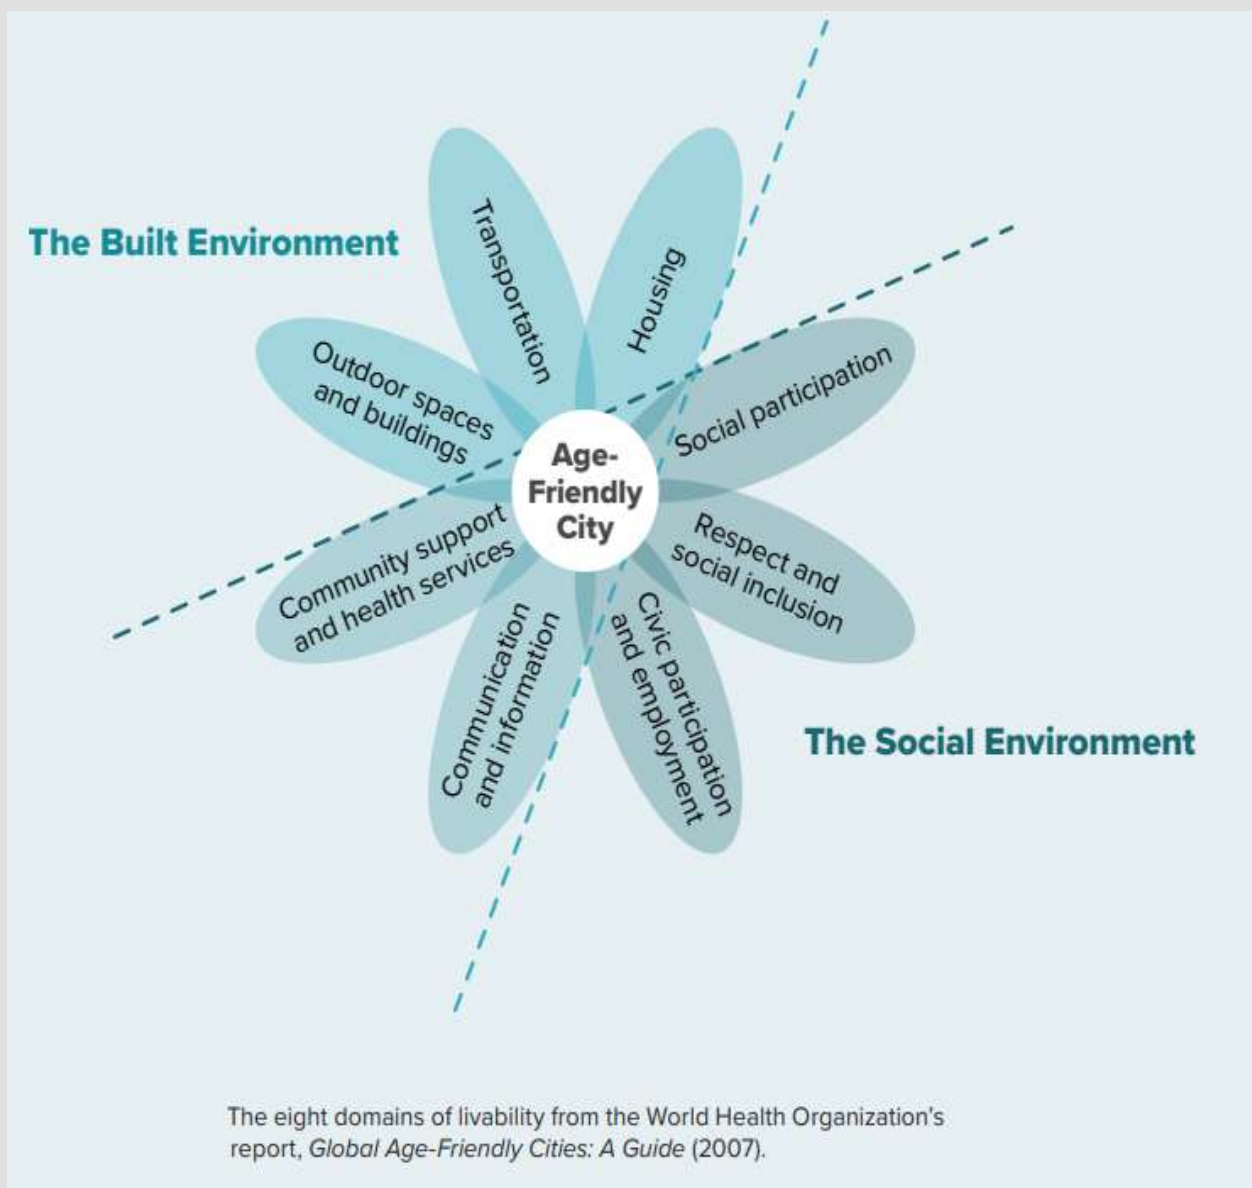 The Built Environment
Transportation
Housing
Outdoor spaces
and buildings
Social participation
Age-
Friendly
City
Community support
and health services
Respect and
social inclusion
Communication
and information
Civic participation
and employment
The Social Environment
The eight domains of livability from the World Health Organization's
report, Global Age-Friendly Cities: A Guide (2007).